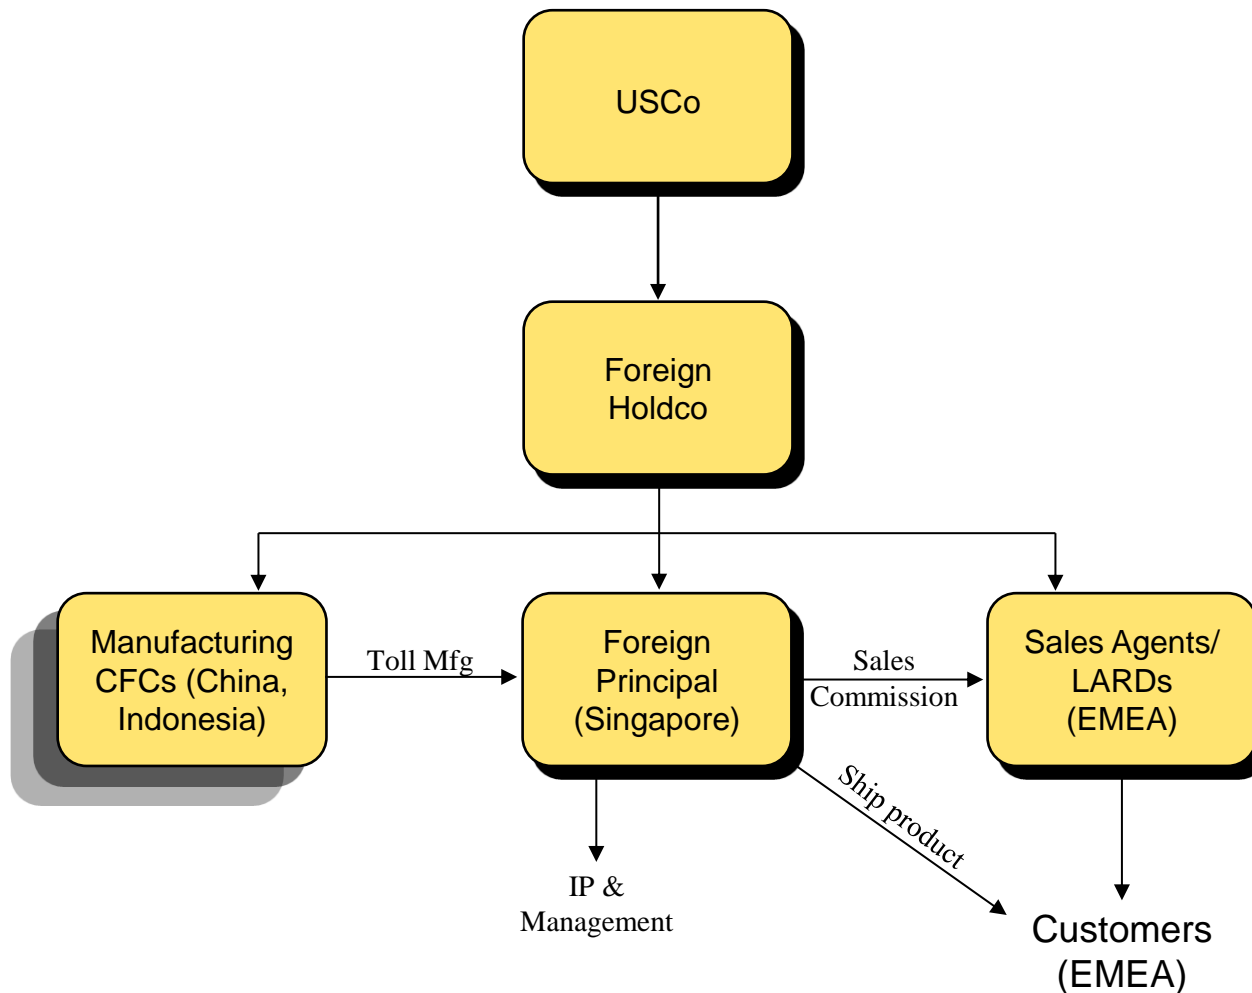 USCo
Foreign
Holdco
Manufacturing
CFCs (China,
Indonesia)
Toll Mfg
Foreign
Principal
(Singapore)
Sales
Commission
Sales Agents/
LARDs
(EMEA)
Ship product
IP &
Management
Customers
(EMEA)